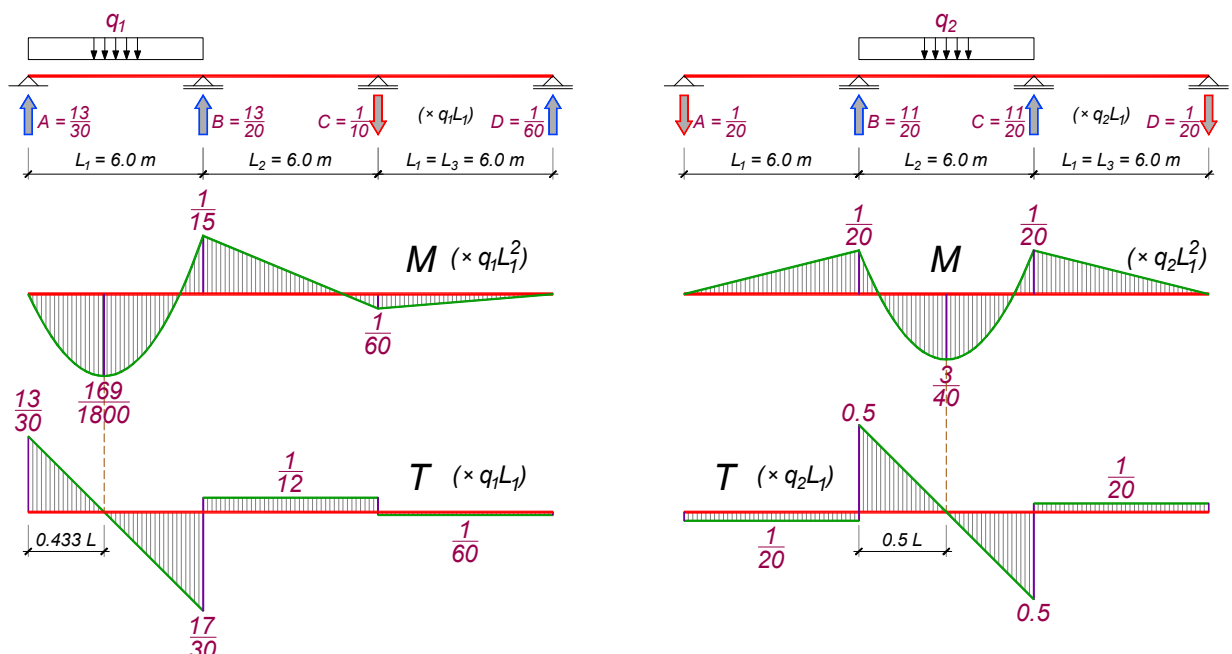 q₁
A = 13/30 B = 13/20 C = 1/10 (× q₁L₁) D = 1/60
L₁ = 6.0 m L₂ = 6.0 m L₁ = L₃ = 6.0 m
1/15
M (× q₁L₁²)
1/60
169/1800
13/30
1/12
T (× q₁L₁)
1/60
0.433 L
17/30
q₂
A = 1/20 B = 11/20 C = 11/20 (× q₂L₁) D = 1/20
L₁ = 6.0 m L₂ = 6.0 m L₁ = L₃ = 6.0 m
1/20 1/20
M (× q₂L₁²)
3/40
0.5
T (× q₂L₁)
1/20
1/20
0.5 L
0.5